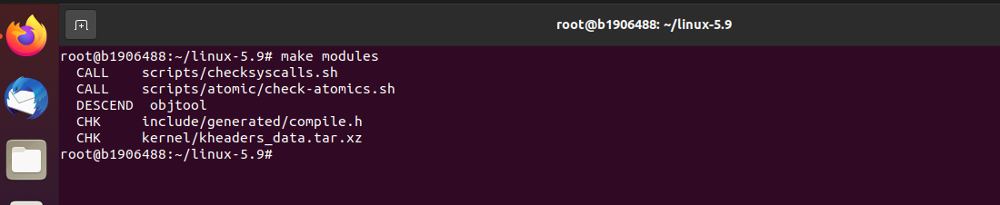 root@b1906488: ~/linux-5.9
root@b1906488:~/linux-5.9# make modules
  CALL    scripts/checksyscalls.sh
  CALL    scripts/atomic/check-atomics.sh
  DESCEND  objtool
  CHK     include/generated/compile.h
  CHK     kernel/kheaders_data.tar.xz
root@b1906488:~/linux-5.9#